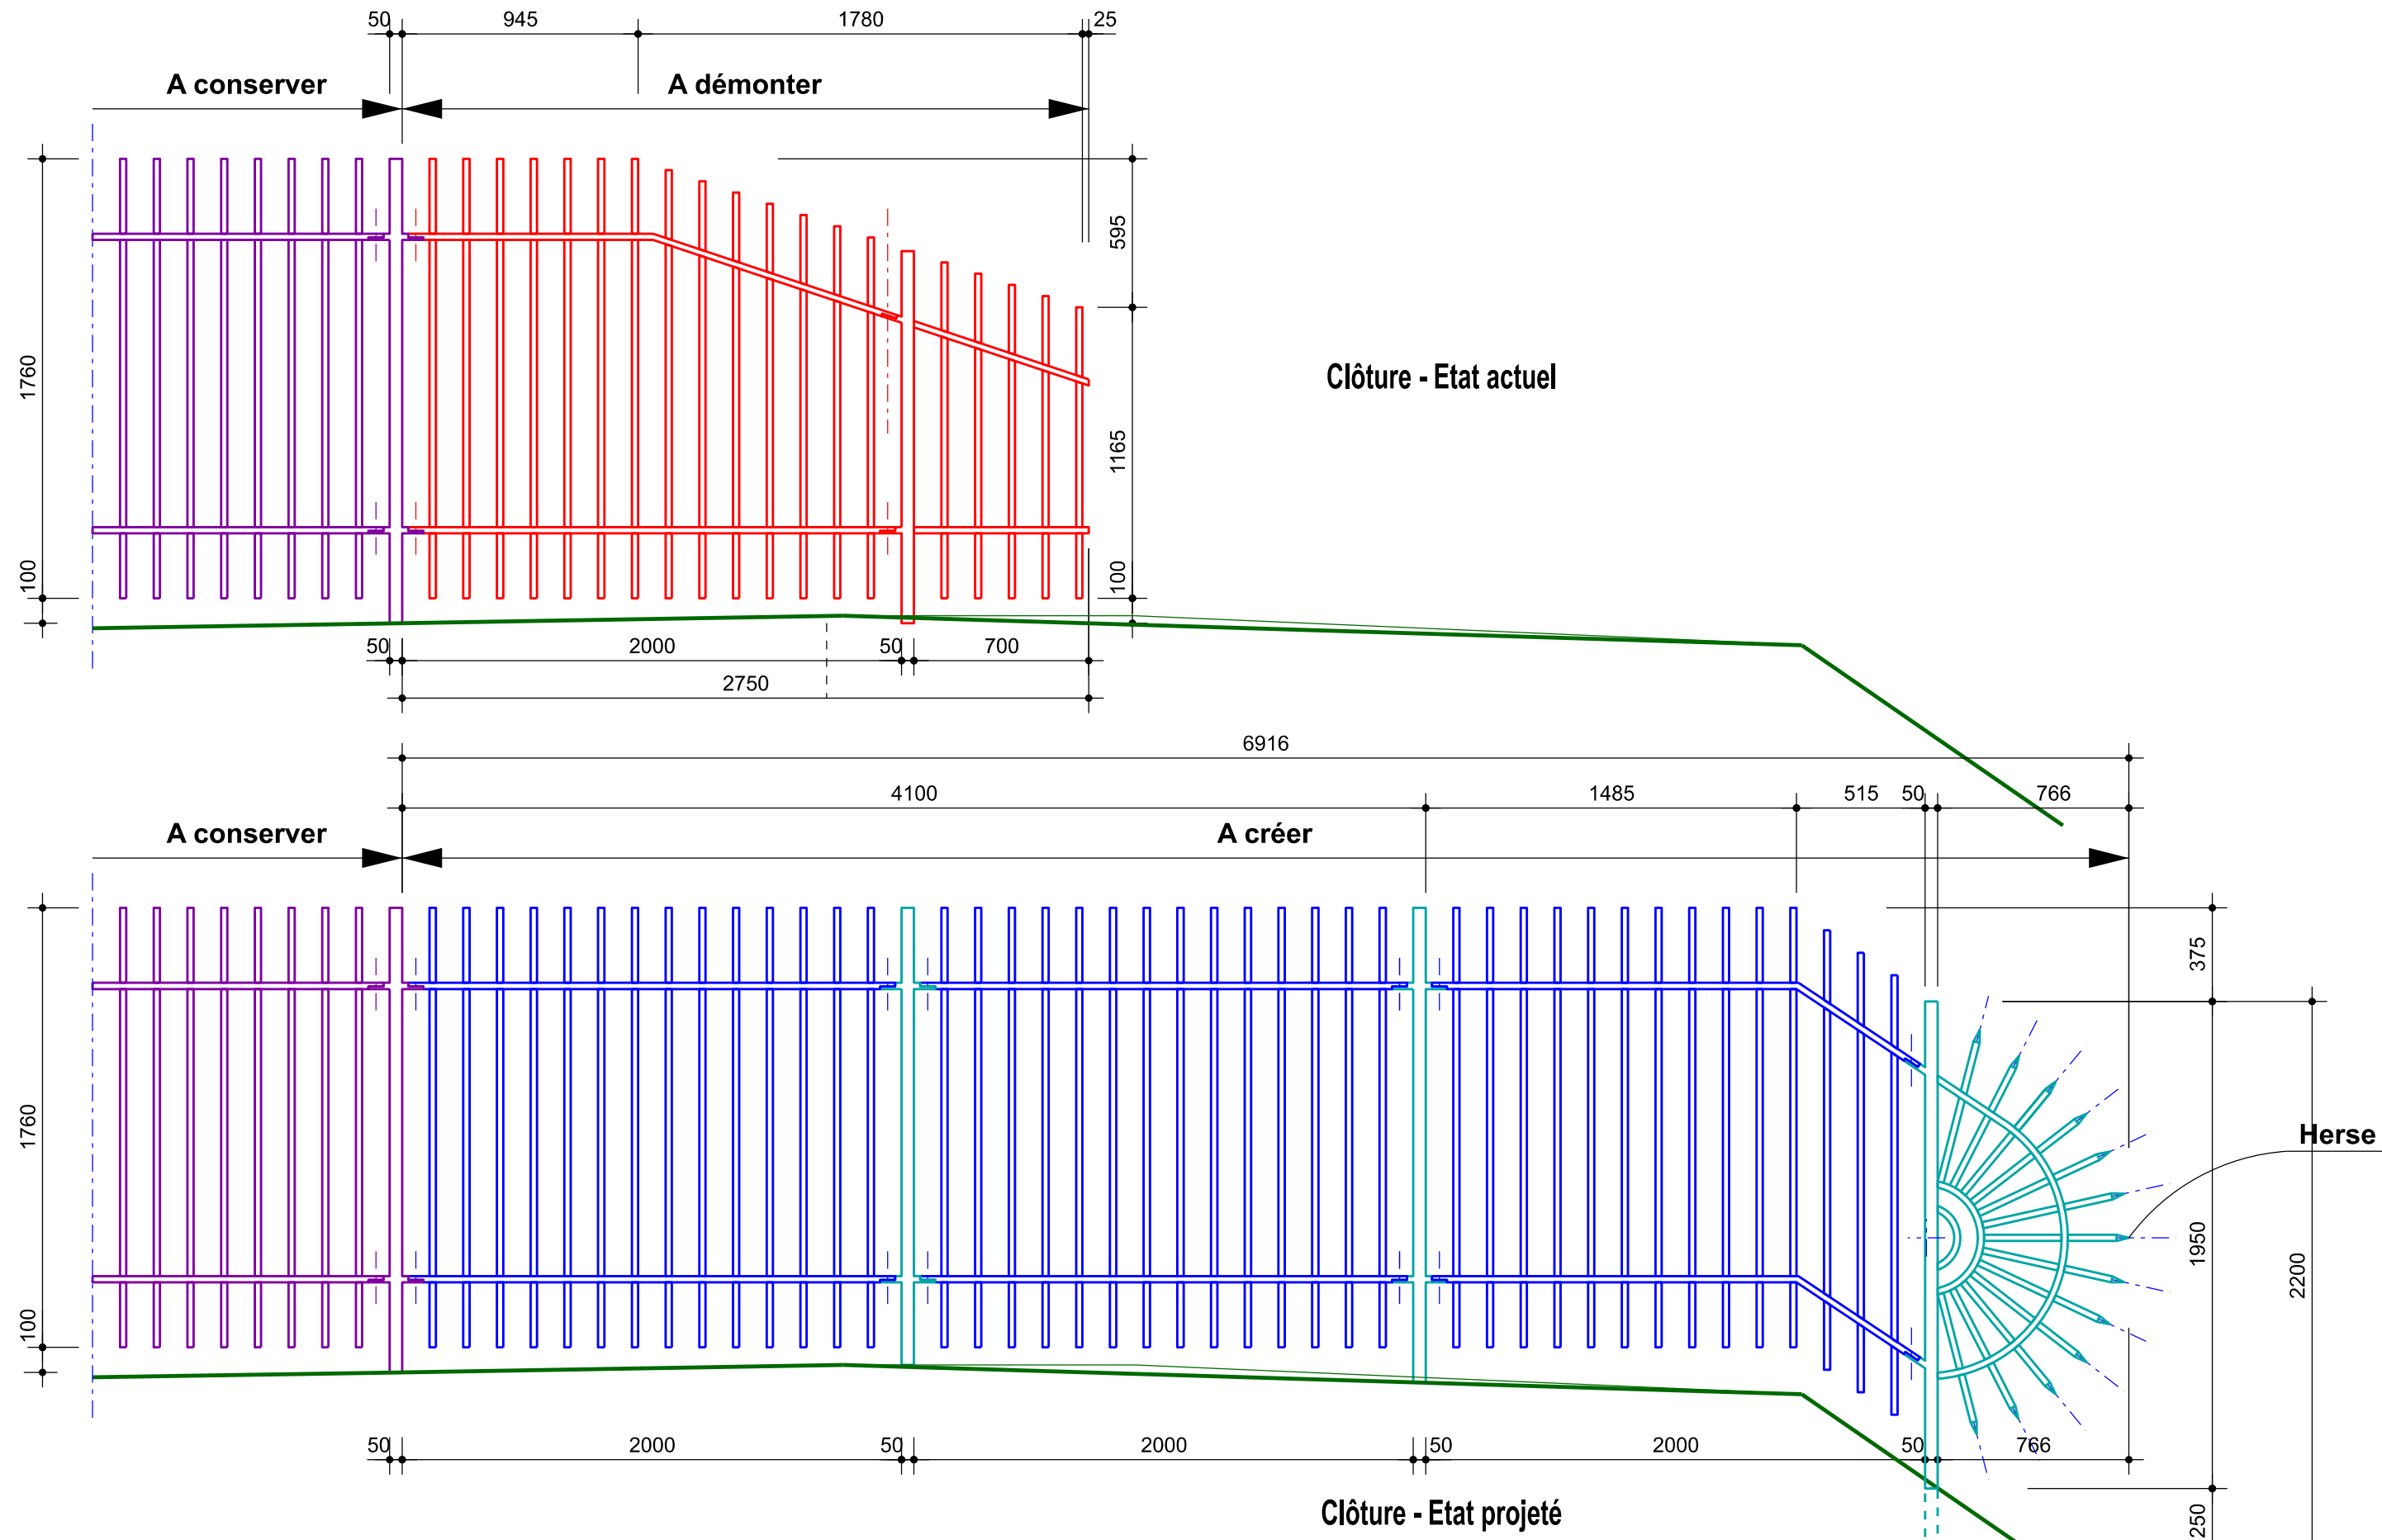 50 945 1780 25
A conserver A démonter
595
1760
Clôture - Etat actuel
1165
100 100
50 2000 50 700
2750
6916
4100 1485 515 50 766
A conserver A créer
375
1760
Herse
1950
2200
100
50 2000 50 2000 50 2000 50 766
Clôture - Etat projeté
250